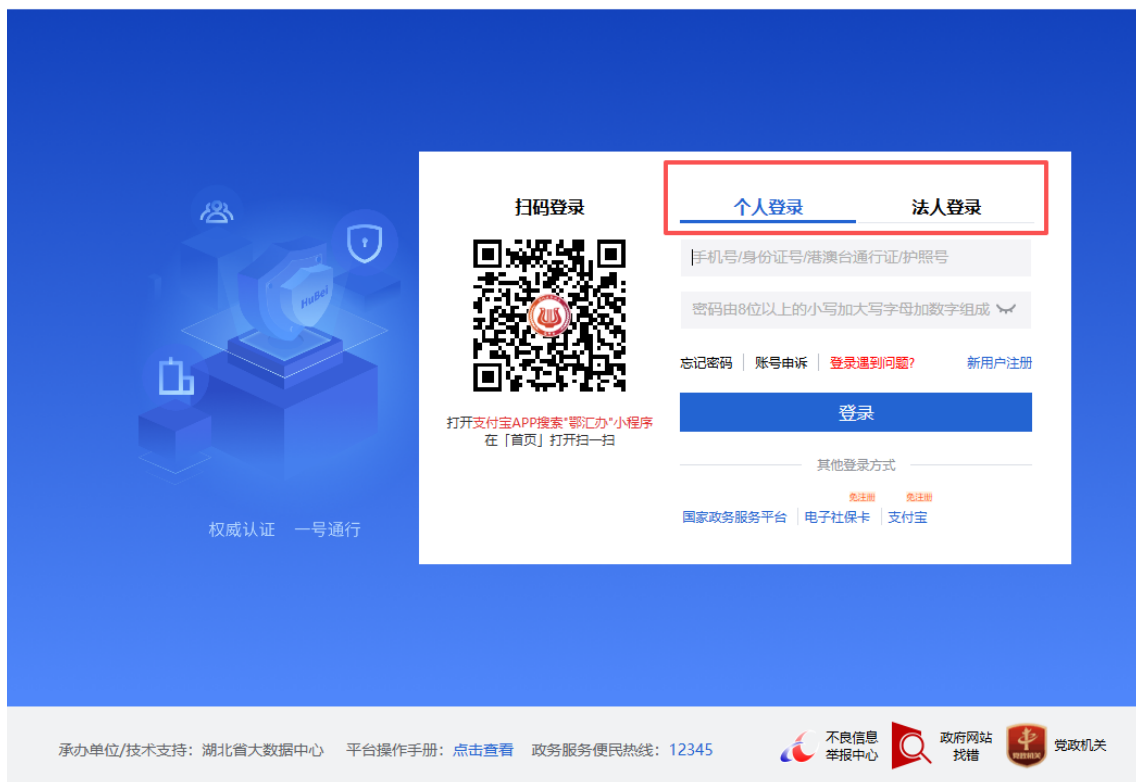 HuBei
权威认证 一号通行
扫码登录
打开支付宝APP搜索"鄂汇办"小程序
在「首页」打开扫一扫
个人登录 法人登录
手机号/身份证号/港澳台通行证/护照号
密码由8位以上的小写加大写字母加数字组成
忘记密码 账号申诉 登录遇到问题? 新用户注册
登录
其他登录方式
免注册 免注册
国家政务服务平台 电子社保卡 支付宝
承办单位/技术支持：湖北省大数据中心 平台操作手册：点击查看 政务服务便民热线：12345
不良信息
举报中心
政府网站
找错
党政机关
党政机关